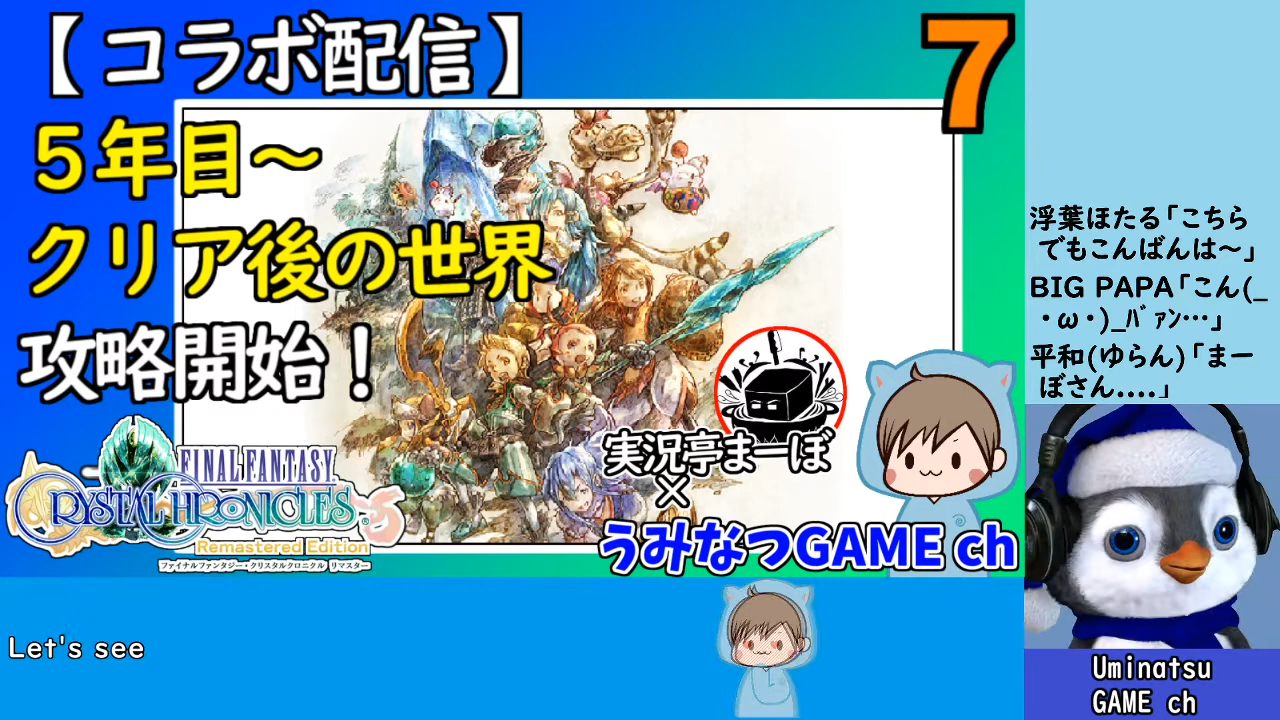 【コラボ配信】
7
5年目～
クリア後の世界
攻略開始！
FINAL FANTASY
CRYSTAL CHRONICLES
Remastered Edition
ファイナルファンタジー・クリスタルクロニクル リマスター
実況亭まーぼ
×
うみなつGAME ch
浮葉ほたる「こちら
でもこんばんは～」
BIG PAPA「こん(_
・ω・)_ﾊﾞｧﾝ…」
平和(ゆらん)「まー
ぼさん....」
Let's see
Uminatsu
GAME ch